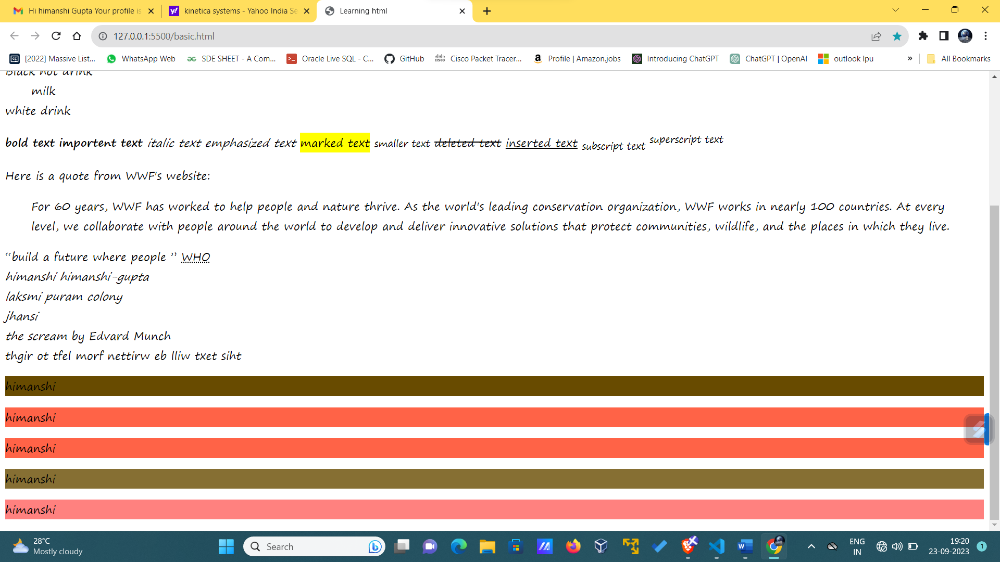 Hi himanshi Gupta Your profile is
kinetica systems - Yahoo India Se
Learning html
127.0.0.1:5500/basic.html
[2022] Massive List...
WhatsApp Web
SDE SHEET - A Com...
Oracle Live SQL - C...
GitHub
Cisco Packet Tracer...
Profile | Amazon.jobs
Introducing ChatGPT
ChatGPT | OpenAI
outlook lpu
»
All Bookmarks
Black hot drink
milk
white drink
bold text importent text italic text emphasized text marked text smaller text deleted text inserted text subscript text superscript text
Here is a quote from WWF's website:
For 60 years, WWF has worked to help people and nature thrive. As the world's leading conservation organization, WWF works in nearly 100 countries. At every
level, we collaborate with people around the world to develop and deliver innovative solutions that protect communities, wildlife, and the places in which they live.
“build a future where people ” WHO
himanshi himanshi-gupta
laksmi puram colony
jhansi
the scream by Edvard Munch
thgir ot tfel morf nettirw eb lliw txet siht
himanshi
himanshi
himanshi
himanshi
himanshi
28°C
Mostly cloudy
Search
ENG
IN
19:20
23-09-2023
1